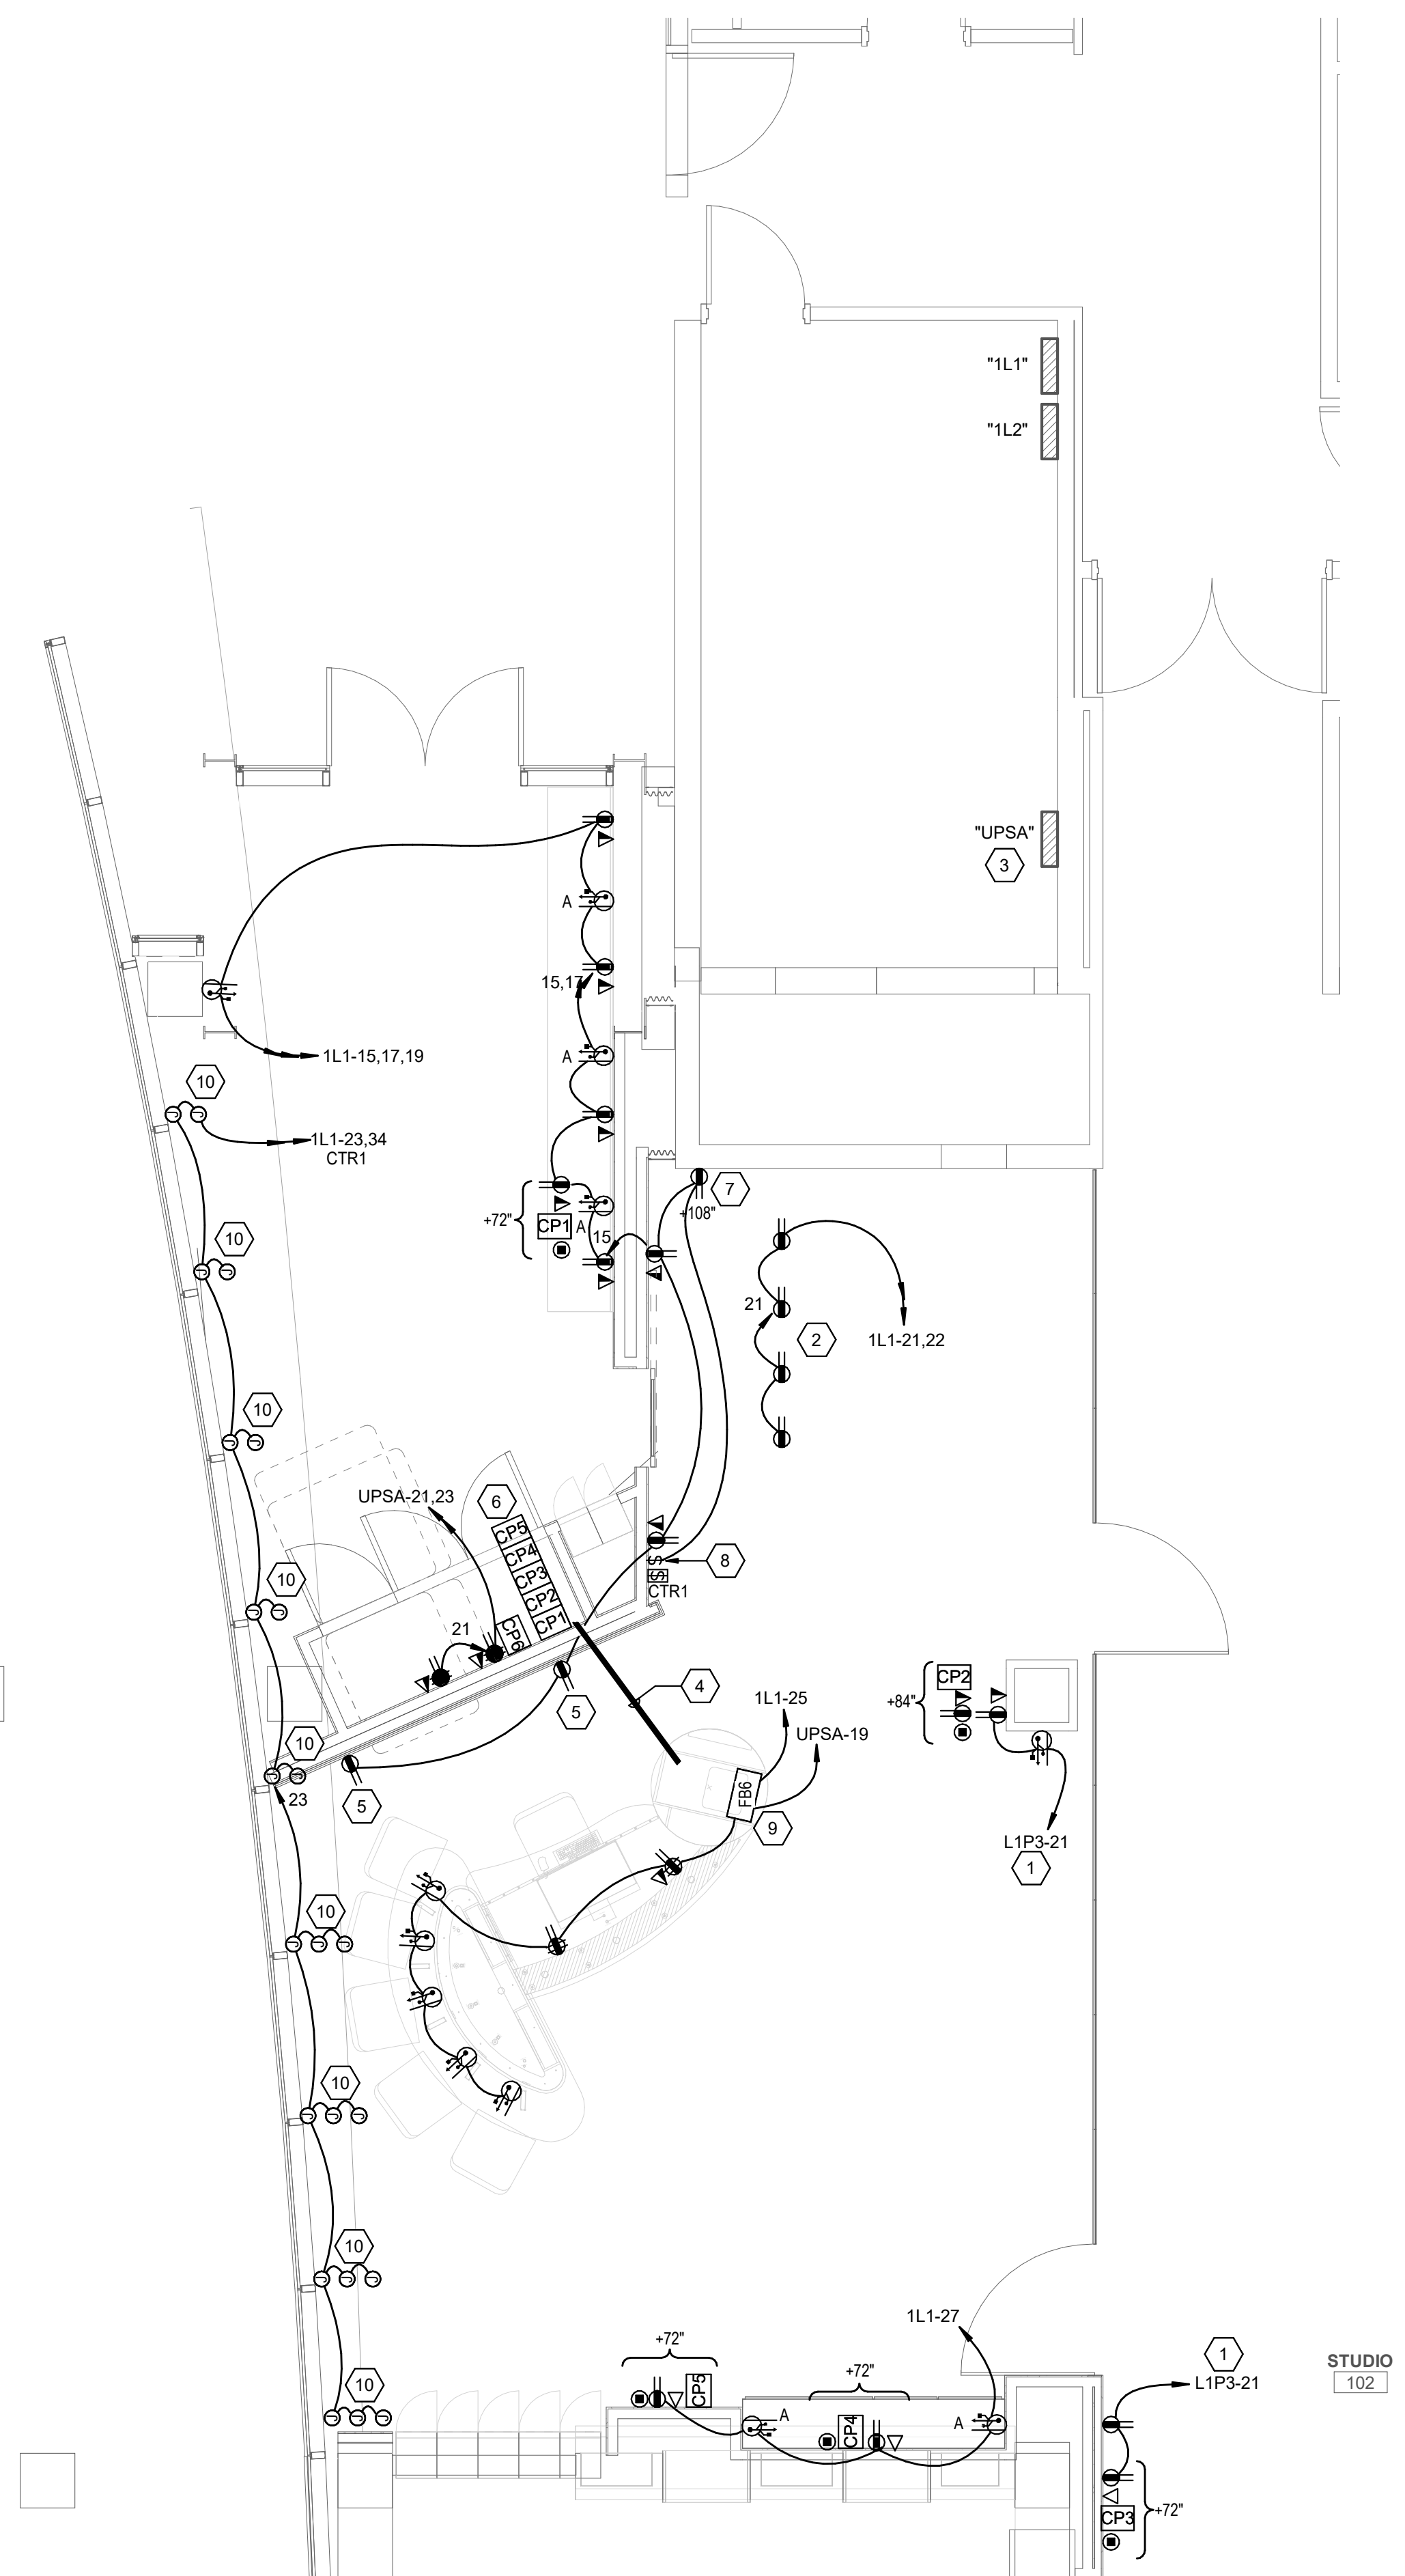 "1L1"
"1L2"
"UPSA"
3
A
15,17
1L1-15,17,19
A
10
1L1-23,34
CTR1
7
+108"
+72"
CP1
A
15
10
21
2
1L1-21,22
10
UPSA-21,23
6
CP5
CP4
CP3
CP2
CP1
CP6
8
S
S
CTR1
10
21
4
5
1L1-25
UPSA-19
+84"
CP2
10
23
5
FB6
9
L1P3-21
1
10
10
10
1L1-27
+72"
1
L1P3-21
STUDIO
102
10
CP5
+72"
A
CP4
A
CP3
+72"